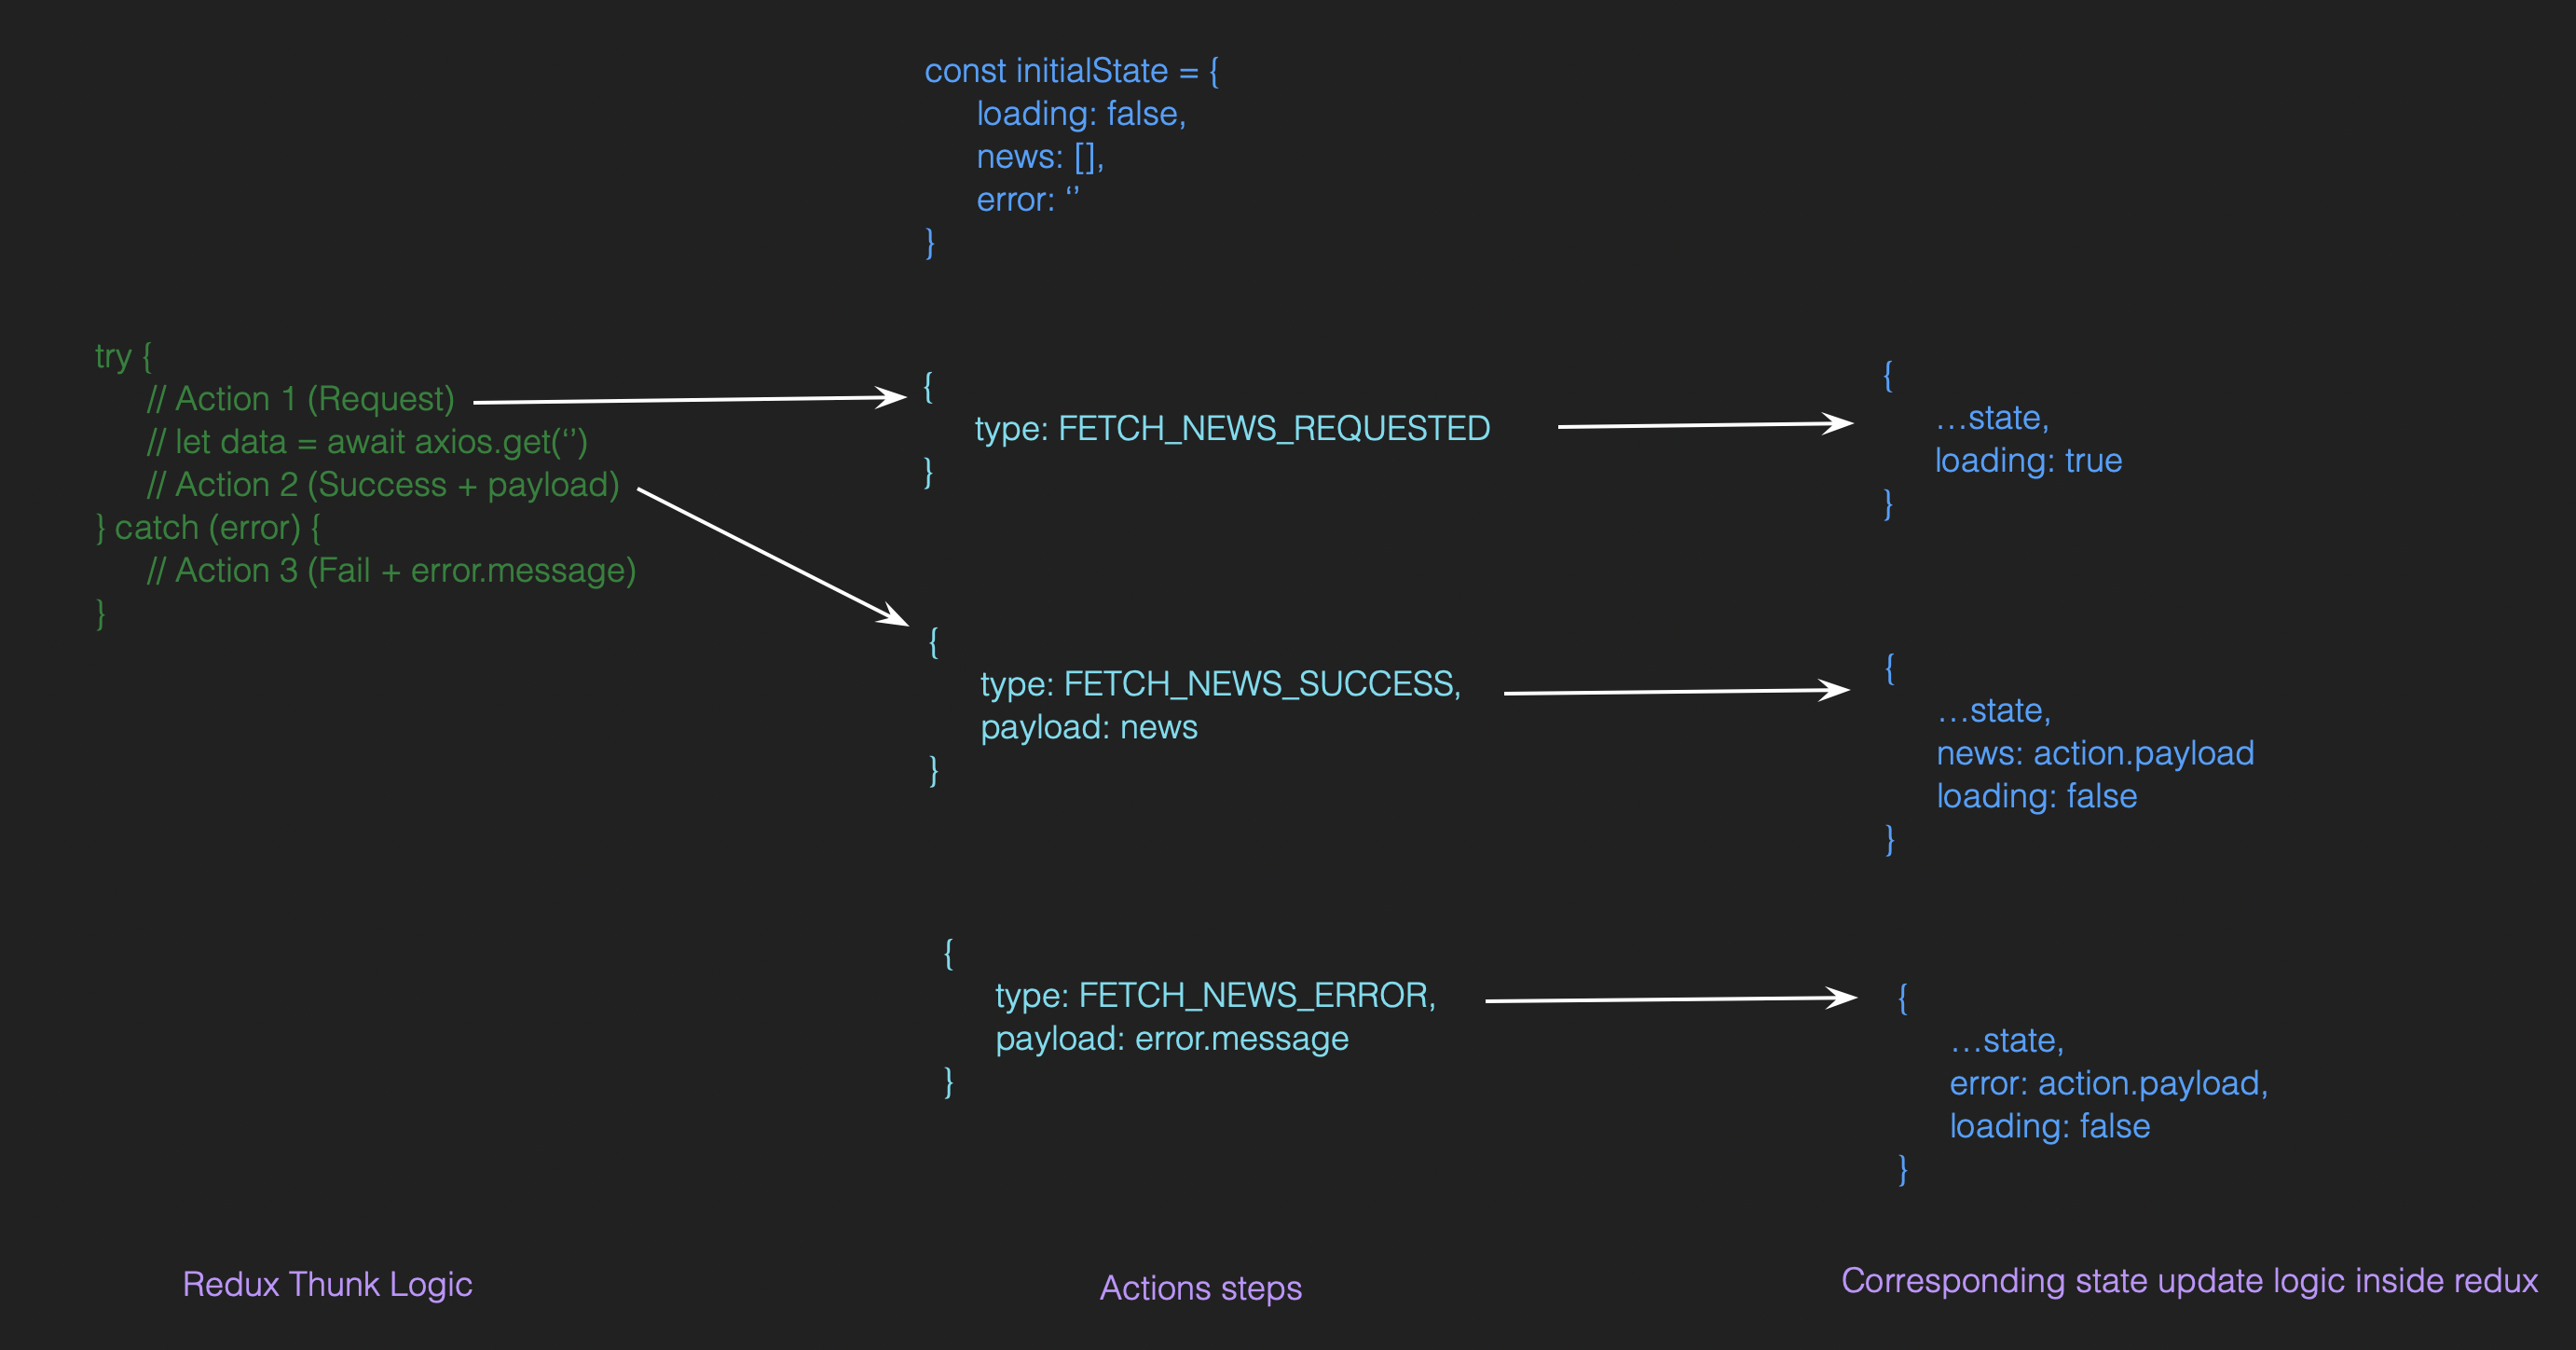 const initialState = {
loading: false,
news: [],
error: ‘’
}
try {
// Action 1 (Request)
// let data = await axios.get(‘’)
// Action 2 (Success + payload)
} catch (error) {
// Action 3 (Fail + error.message)
}
{
type: FETCH_NEWS_REQUESTED
}
{
type: FETCH_NEWS_SUCCESS,
payload: news
}
{
type: FETCH_NEWS_ERROR,
payload: error.message
}
{
…state,
loading: true
}
{
…state,
news: action.payload
loading: false
}
{
…state,
error: action.payload,
loading: false
}
Redux Thunk Logic
Actions steps
Corresponding state update logic inside redux